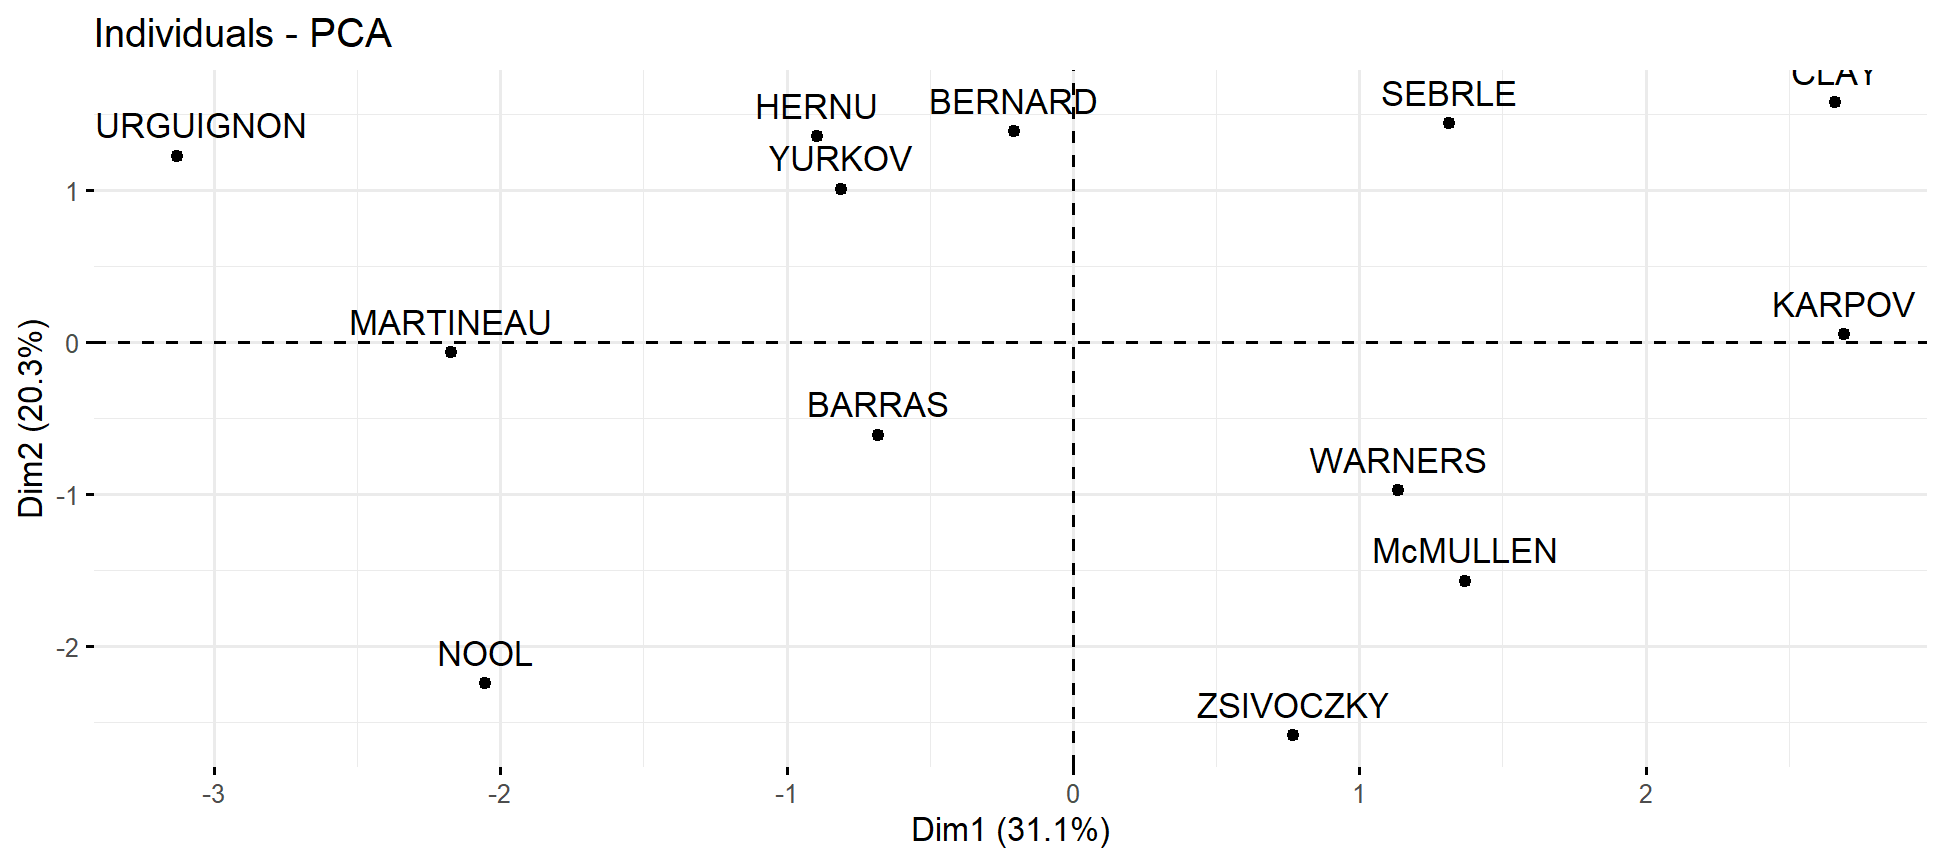 Individuals - PCA
CLAY
SEBRLE
BERNARD
HERNU
URGUIGNON
YURKOV
1
KARPOV
MARTINEAU
0
BARRAS
WARNERS
-1
McMULLEN
NOOL
-2
ZSIVOCZKY
-3
-2
-1
0
1
2
Dim1 (31.1%)
Dim2 (20.3%)